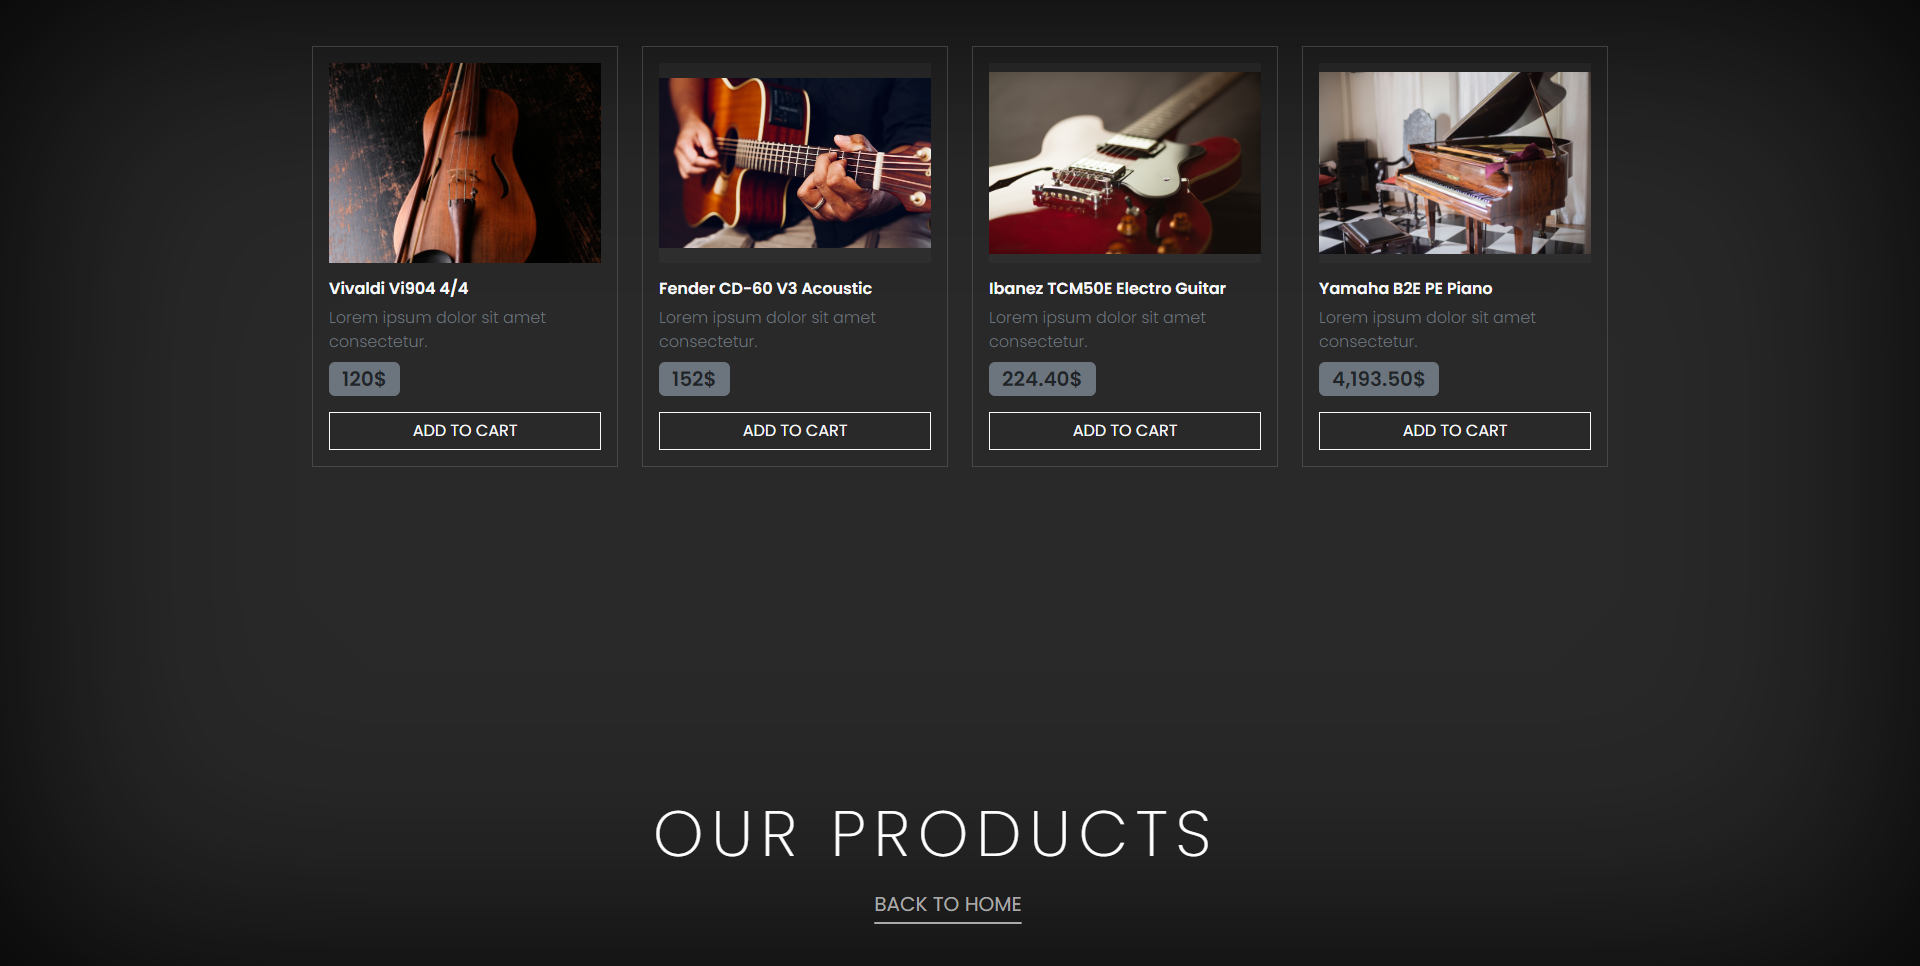 Vivaldi Vi904 4/4
Lorem ipsum dolor sit amet
consectetur.
120$
ADD TO CART
Fender CD-60 V3 Acoustic
Lorem ipsum dolor sit amet
consectetur.
152$
ADD TO CART
Ibanez TCM50E Electro Guitar
Lorem ipsum dolor sit amet
consectetur.
224.40$
ADD TO CART
Yamaha B2E PE Piano
Lorem ipsum dolor sit amet
consectetur.
4,193.50$
ADD TO CART
OUR PRODUCTS
BACK TO HOME